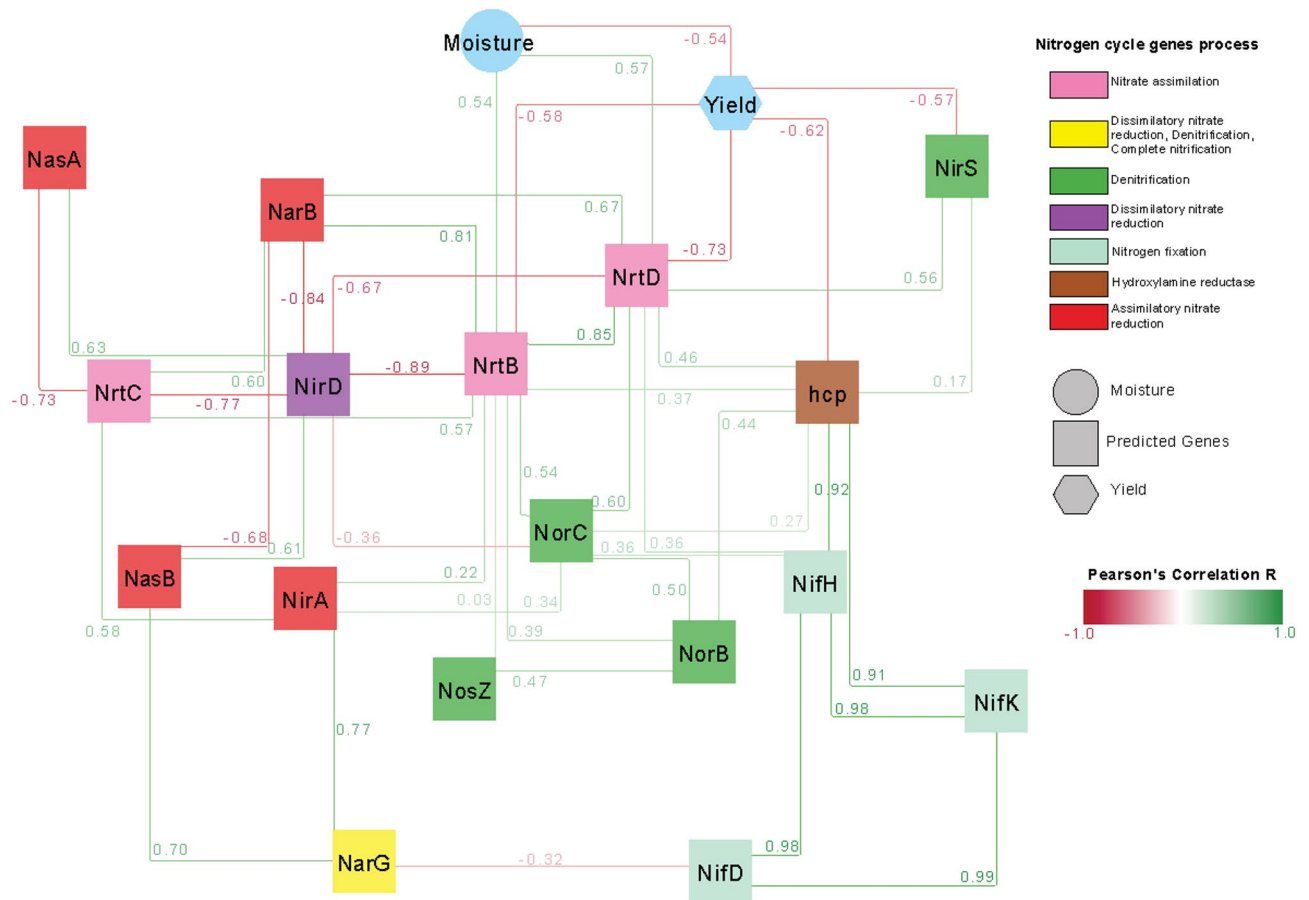 Moisture
-0.54
0.57
Nitrogen cycle genes process
Nitrate assimilation
0.54
Yield
-0.58
-0.57
-0.62
Dissimilatory nitrate
reduction, Denitrification,
Complete nitrification
NasA
NirS
Denitrification
NarB
0.67
0.81
Dissimilatory nitrate
reduction
-0.73
Nitrogen fixation
-0.84
-0.67
NrtD
0.56
Hydroxylamine reductase
Assimilatory nitrate
reduction
0.63
0.85
0.60
NrtC
NirD
-0.89
NrtB
0.46
hcp
0.17
-0.73
-0.77
0.37
Moisture
0.57
0.44
Predicted Genes
0.54
0.92
Yield
0.60
-0.68
0.61
-0.36
NorC
0.27
0.36
0.36
NasB
NirA
0.22
NifH
Pearson's Correlation R
-1.0
1.0
0.03
0.34
0.50
0.58
0.39
NorB
NosZ
0.47
0.91
NifK
0.98
0.77
0.70
NarG
-0.32
NifD
0.98
0.99